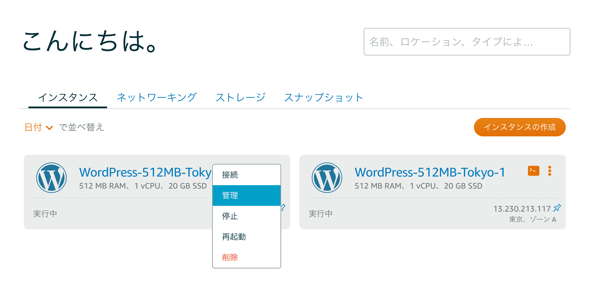 こんにちは。
名前、ロケーション、タイプによ…
インスタンス
ネットワーキング
ストレージ
スナップショット
日付 で並べ替え
インスタンスの作成
WordPress-512MB-Toky
512 MB RAM、1 vCPU、20 GB SSD
実行中
接続
管理
停止
再起動
削除
WordPress-512MB-Tokyo-1
512 MB RAM、1 vCPU、20 GB SSD
実行中
13.230.213.117
東京、ゾーン A